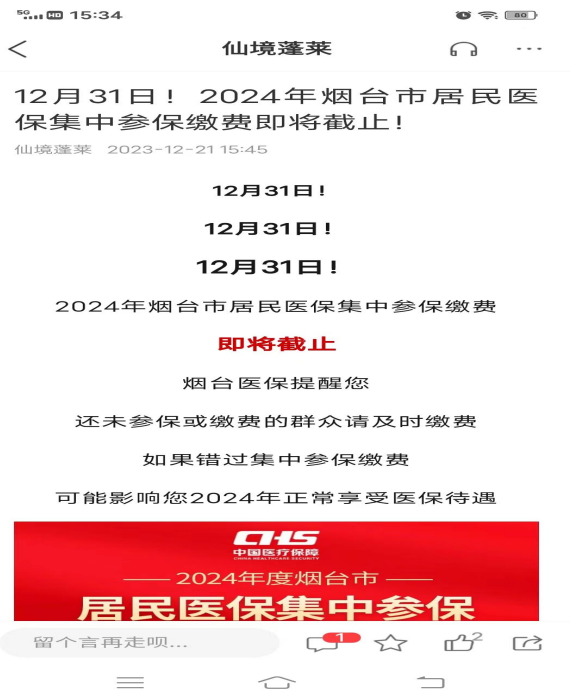 5G HD 15:34 80
仙境蓬莱
12月31日！2024年烟台市居民医
保集中参保缴费即将截止！
仙境蓬莱 2023-12-21 15:45
12月31日！
12月31日！
12月31日！
2024年烟台市居民医保集中参保缴费
即将截止
烟台医保提醒您
还未参保或缴费的群众请及时缴费
如果错过集中参保缴费
可能影响您2024年正常享受医保待遇
CHS
中国医疗保障
CHINA HEALTHCARE SECURITY
2024年度烟台市
居民医保集中参保
留个言再走呗...
1
2